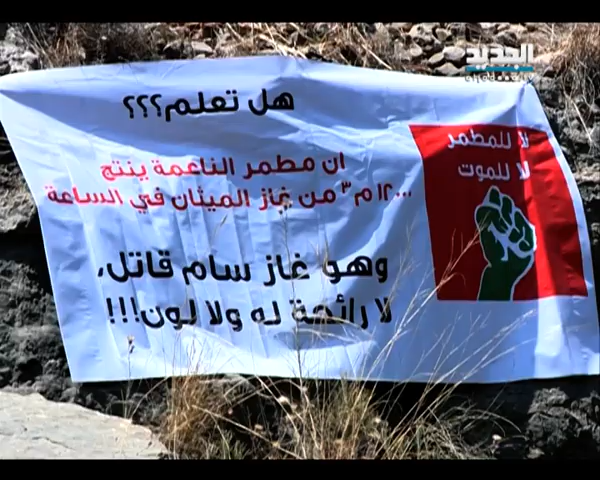 الجديد
هل تعلم؟؟؟
ان مطمر الناعمة ينتج
١٢٠٠٠ م٣ من غاز الميثان في الساعة
وهو غاز سام قاتل،
لا رائحة له ولا لون!!!
لا للمطمر
لا للموت